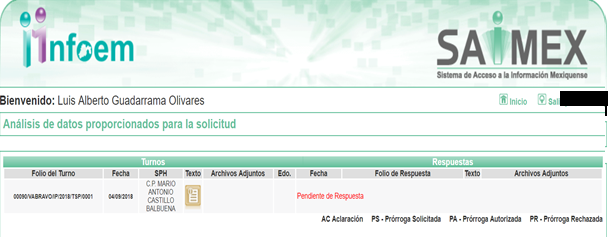 infoem
SAIMEX
Sistema de Acceso a la Información Mexiquense
Bienvenido: Luis Alberto Guadarrama Olivares
Inicio
Análisis de datos proporcionados para la solicitud
Turnos Respuestas
Folio del Turno Fecha SPH Texto Archivos Adjuntos Edo. Fecha Folio de Respuesta Texto Archivos Adjuntos
00090/VABRAVO/IP/2018/TSP/0001 04/09/2018 C.P. MARIO ANTONIO CASTILLO BALBUENA Pendiente de Respuesta
AC Aclaración PS - Prórroga Solicitada PA - Prórroga Autorizada PR - Prórroga Rechazada